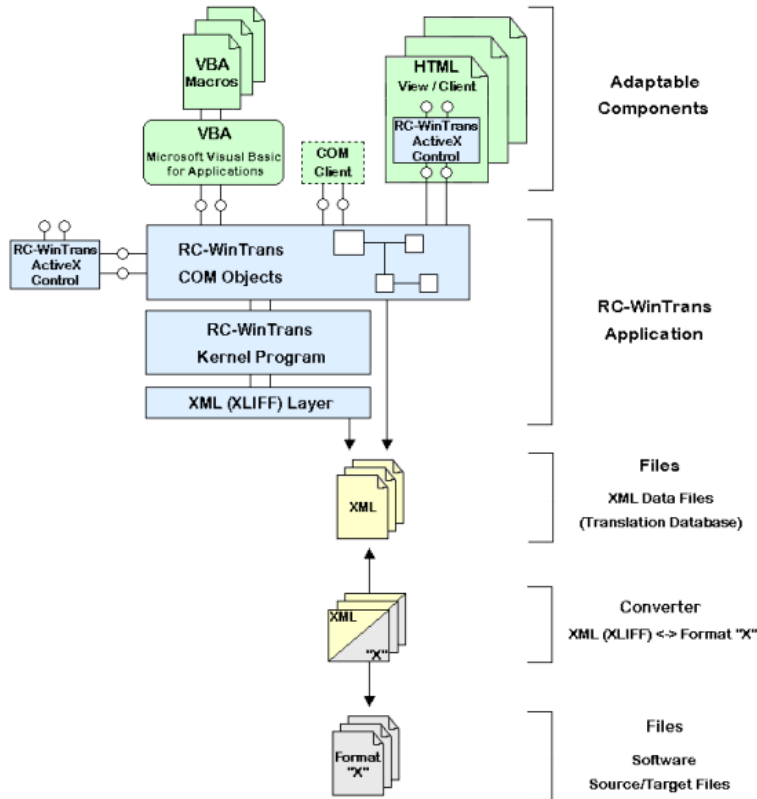 VBA
Macros
HTML
View / Client
RC-WinTrans
ActiveX
Control
Adaptable
Components
VBA
Microsoft Visual Basic
for Applications
COM
Client
RC-WinTrans
ActiveX
Control
RC-WinTrans
COM Objects
RC-WinTrans
Application
RC-WinTrans
Kernel Program
XML (XLIFF) Layer
XML
Files
XML Data Files
(Translation Database)
XML
"X"
Converter
XML (XLIFF) <-> Format "X"
Format
"X"
Files
Software
Source/Target Files